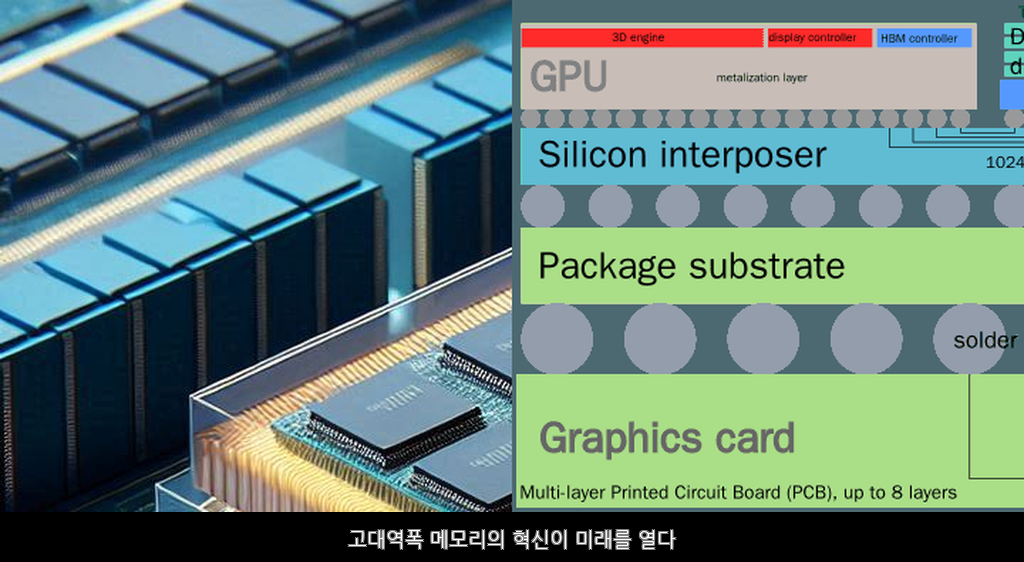 3D engine
display controller
HBM controller
GPU
metalization layer
D
d
Silicon interposer
1024
Package substrate
solder
Graphics card
Multi-layer Printed Circuit Board (PCB), up to 8 layers
고대역폭 메모리의 혁신이 미래를 열다